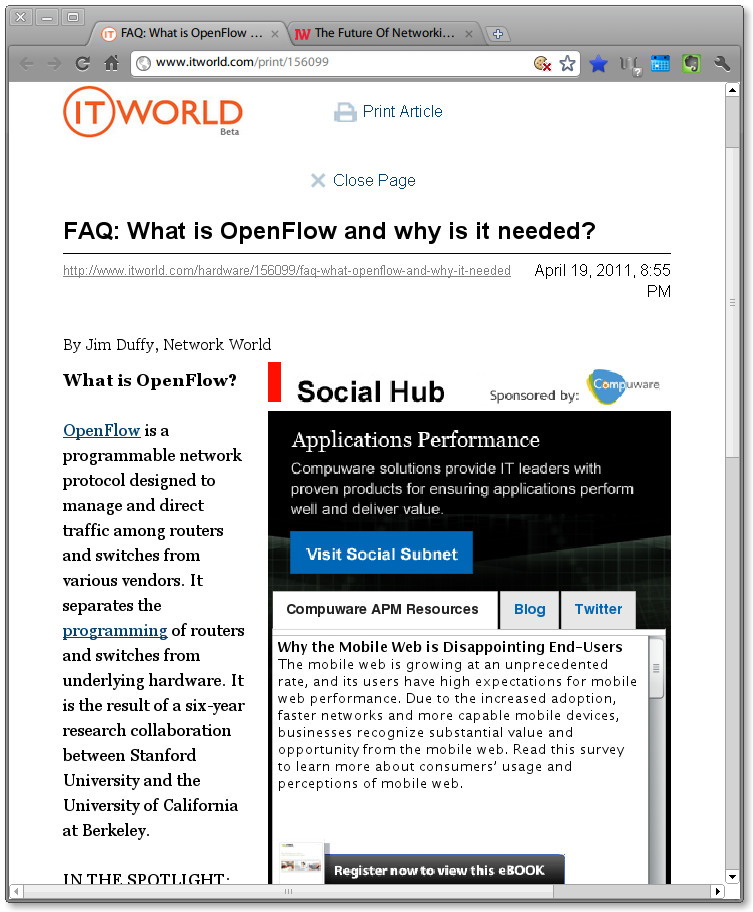 FAQ: What is OpenFlow ...
The Future Of Networki...
www.itworld.com/print/156099
ITWORLD
Beta
Print Article
Close Page
FAQ: What is OpenFlow and why is it needed?
http://www.itworld.com/hardware/156099/faq-what-openflow-and-why-it-needed
April 19, 2011, 8:55
PM
By Jim Duffy, Network World
What is OpenFlow?
OpenFlow is a
programmable network
protocol designed to
manage and direct
traffic among routers
and switches from
various vendors. It
separates the
programming of routers
and switches from
underlying hardware. It
is the result of a six-year
research collaboration
between Stanford
University and the
University of California
at Berkeley.
IN THE SPOTLIGHT:
Social Hub
Sponsored by:
Compuware
Applications Performance
Compuware solutions provide IT leaders with
proven products for ensuring applications perform
well and deliver value.
Visit Social Subnet
Compuware APM Resources
Blog
Twitter
Why the Mobile Web is Disappointing End-Users
The mobile web is growing at an unprecedented
rate, and its users have high expectations for mobile
web performance. Due to the increased adoption,
faster networks and more capable mobile devices,
businesses recognize substantial value and
opportunity from the mobile web. Read this survey
to learn more about consumers’ usage and
perceptions of mobile web.
Register now to view this eBOOK